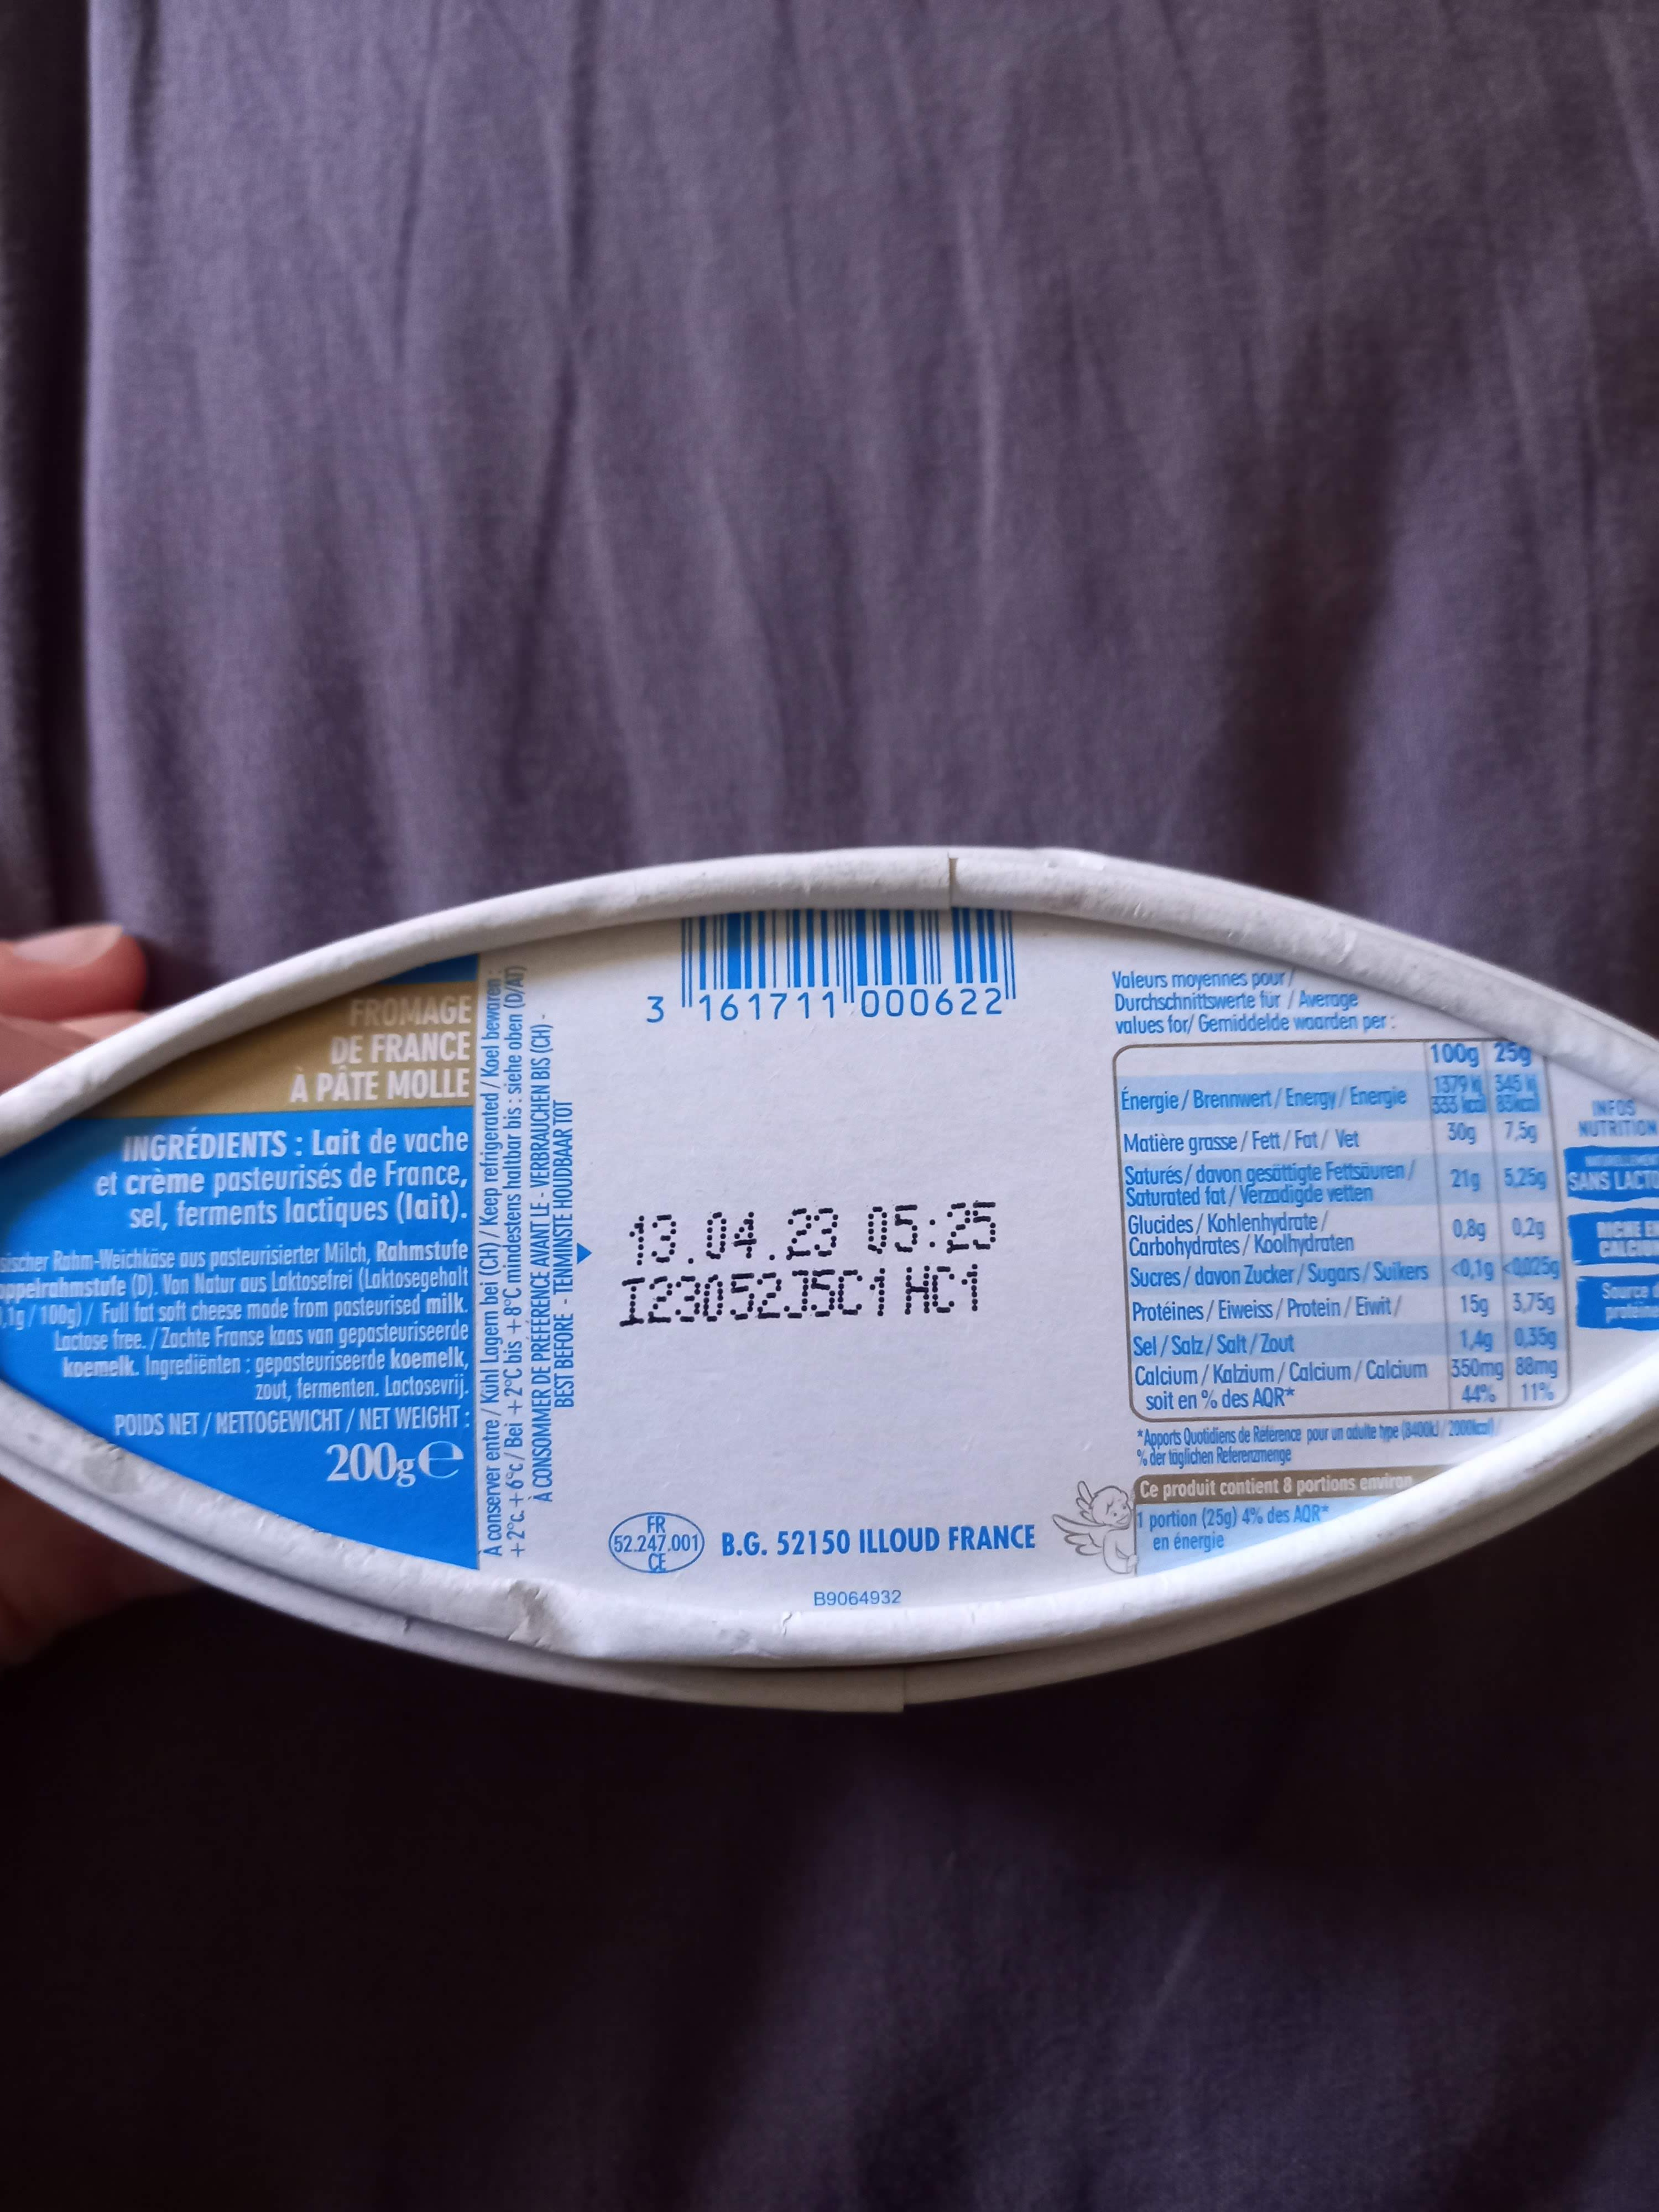 FROMAGE
DE FRANCE
À PÂTE MOLLE
INGRÉDIENTS : Lait de vache
et crème pasteurisés de France,
sel, ferments lactiques (lait).
Rahm-Weichkäse aus pasteurisierter Milch, Rahmstufe
(D). Von Natur aus Laktosefrei (Laktosegehalt
/ Full fat soft cheese made from pasteurised milk.
Lactose free. / Zachte Franse kaas van gepasteuriseerde
koemelk. Ingrediënten : gepasteuriseerde koemelk,
zout, fermenten. Lactosevrij.
POIDS NET / NETTOGEWICHT / NET WEIGHT :
200g e
À conserver entre / Kühl Lagern bei (CH) / Keep refrigerated / Koel bewaren :
+ 2°c. + 6°c / Bei + 2°C bis + 8°C mindestens haltbar bis : siehe oben (D/AT)
À CONSOMMER DE PRÉFÉRENCE AVANT LE - VERBRAUCHEN BIS (CH) -
BEST BEFORE - TENMINSTE HOUDBAAR TOT
3 161711 000622
13.04.23 05:25
I23052J5C1 HC1
FR
52.247.001
CE
B.G. 52150 ILLOUD FRANCE
B9064932
Valeurs moyennes pour /
Durchschnittswerte für / Average
values for/ Gemiddelde waarden per :
100g 25g
Énergie / Brennwert / Energy / Energie 1379 kJ 345 kJ
333 kcal 83kcal
Matière grasse / Fett / Fat / Vet 30g 7,5g
Saturés / davon gesättigte Fettsäuren /
Saturated fat / Verzadigde vetten 21g 5,25g
Glucides / Kohlenhydrate /
Carbohydrates / Koolhydraten 0,8g 0,2g
Sucres / davon Zucker / Sugars / Suikers <0,1g <0,025g
Protéines / Eiweiss / Protein / Eiwit / 15g 3,75g
Sel / Salz / Salt / Zout 1,4g 0,35g
Calcium / Kalzium / Calcium / Calcium 350mg 88mg
soit en % des AQR* 44% 11%
*Apports Quotidiens de Référence pour un adulte type (8400kJ / 2000kcal) /
% der täglichen Referenzmenge
Ce produit contient 8 portions environ
1 portion (25g) 4% des AQR*
en énergie
INFOS
NUTRITION
SANS
RICHE EN
CALCIUM
Source